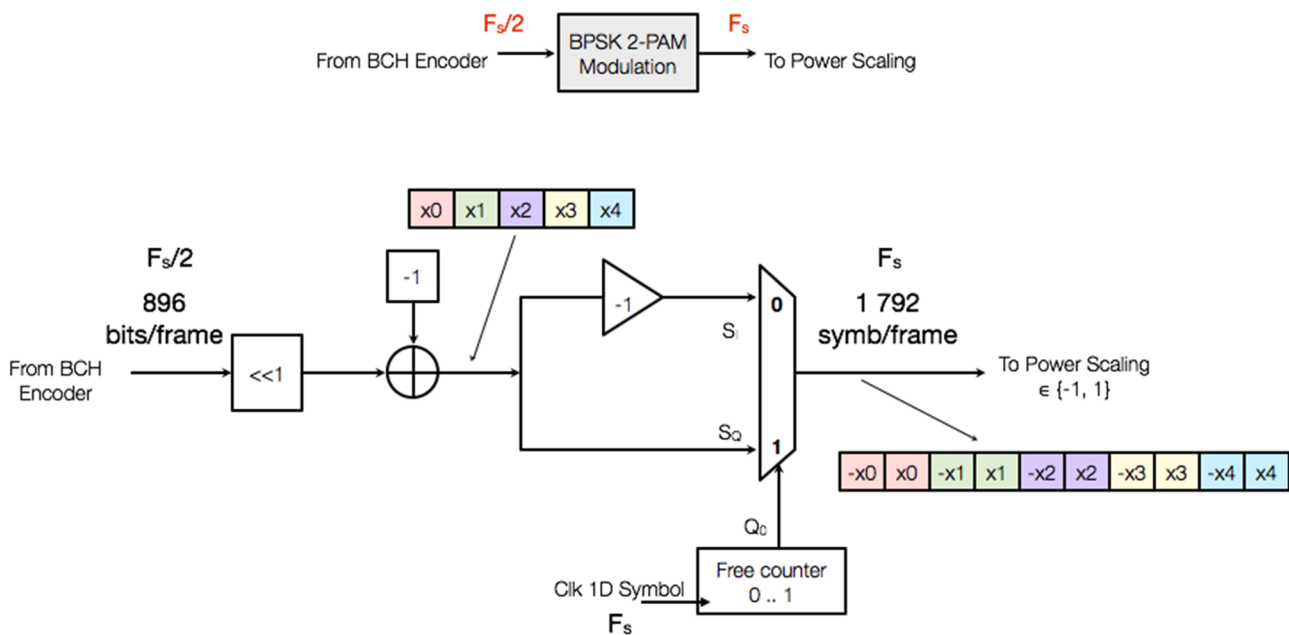 Fs/2
Fs
From BCH Encoder
BPSK 2-PAM
Modulation
To Power Scaling
x0 x1 x2 x3 x4
Fs/2
896
bits/frame
From BCH
Encoder
<<1
-1
-1
SI
SQ
0
1
Fs
1 792
symb/frame
To Power Scaling
∈ {-1, 1}
-x0 x0 -x1 x1 -x2 x2 -x3 x3 -x4 x4
Q0
Clk 1D Symbol
Fs
Free counter
0 .. 1